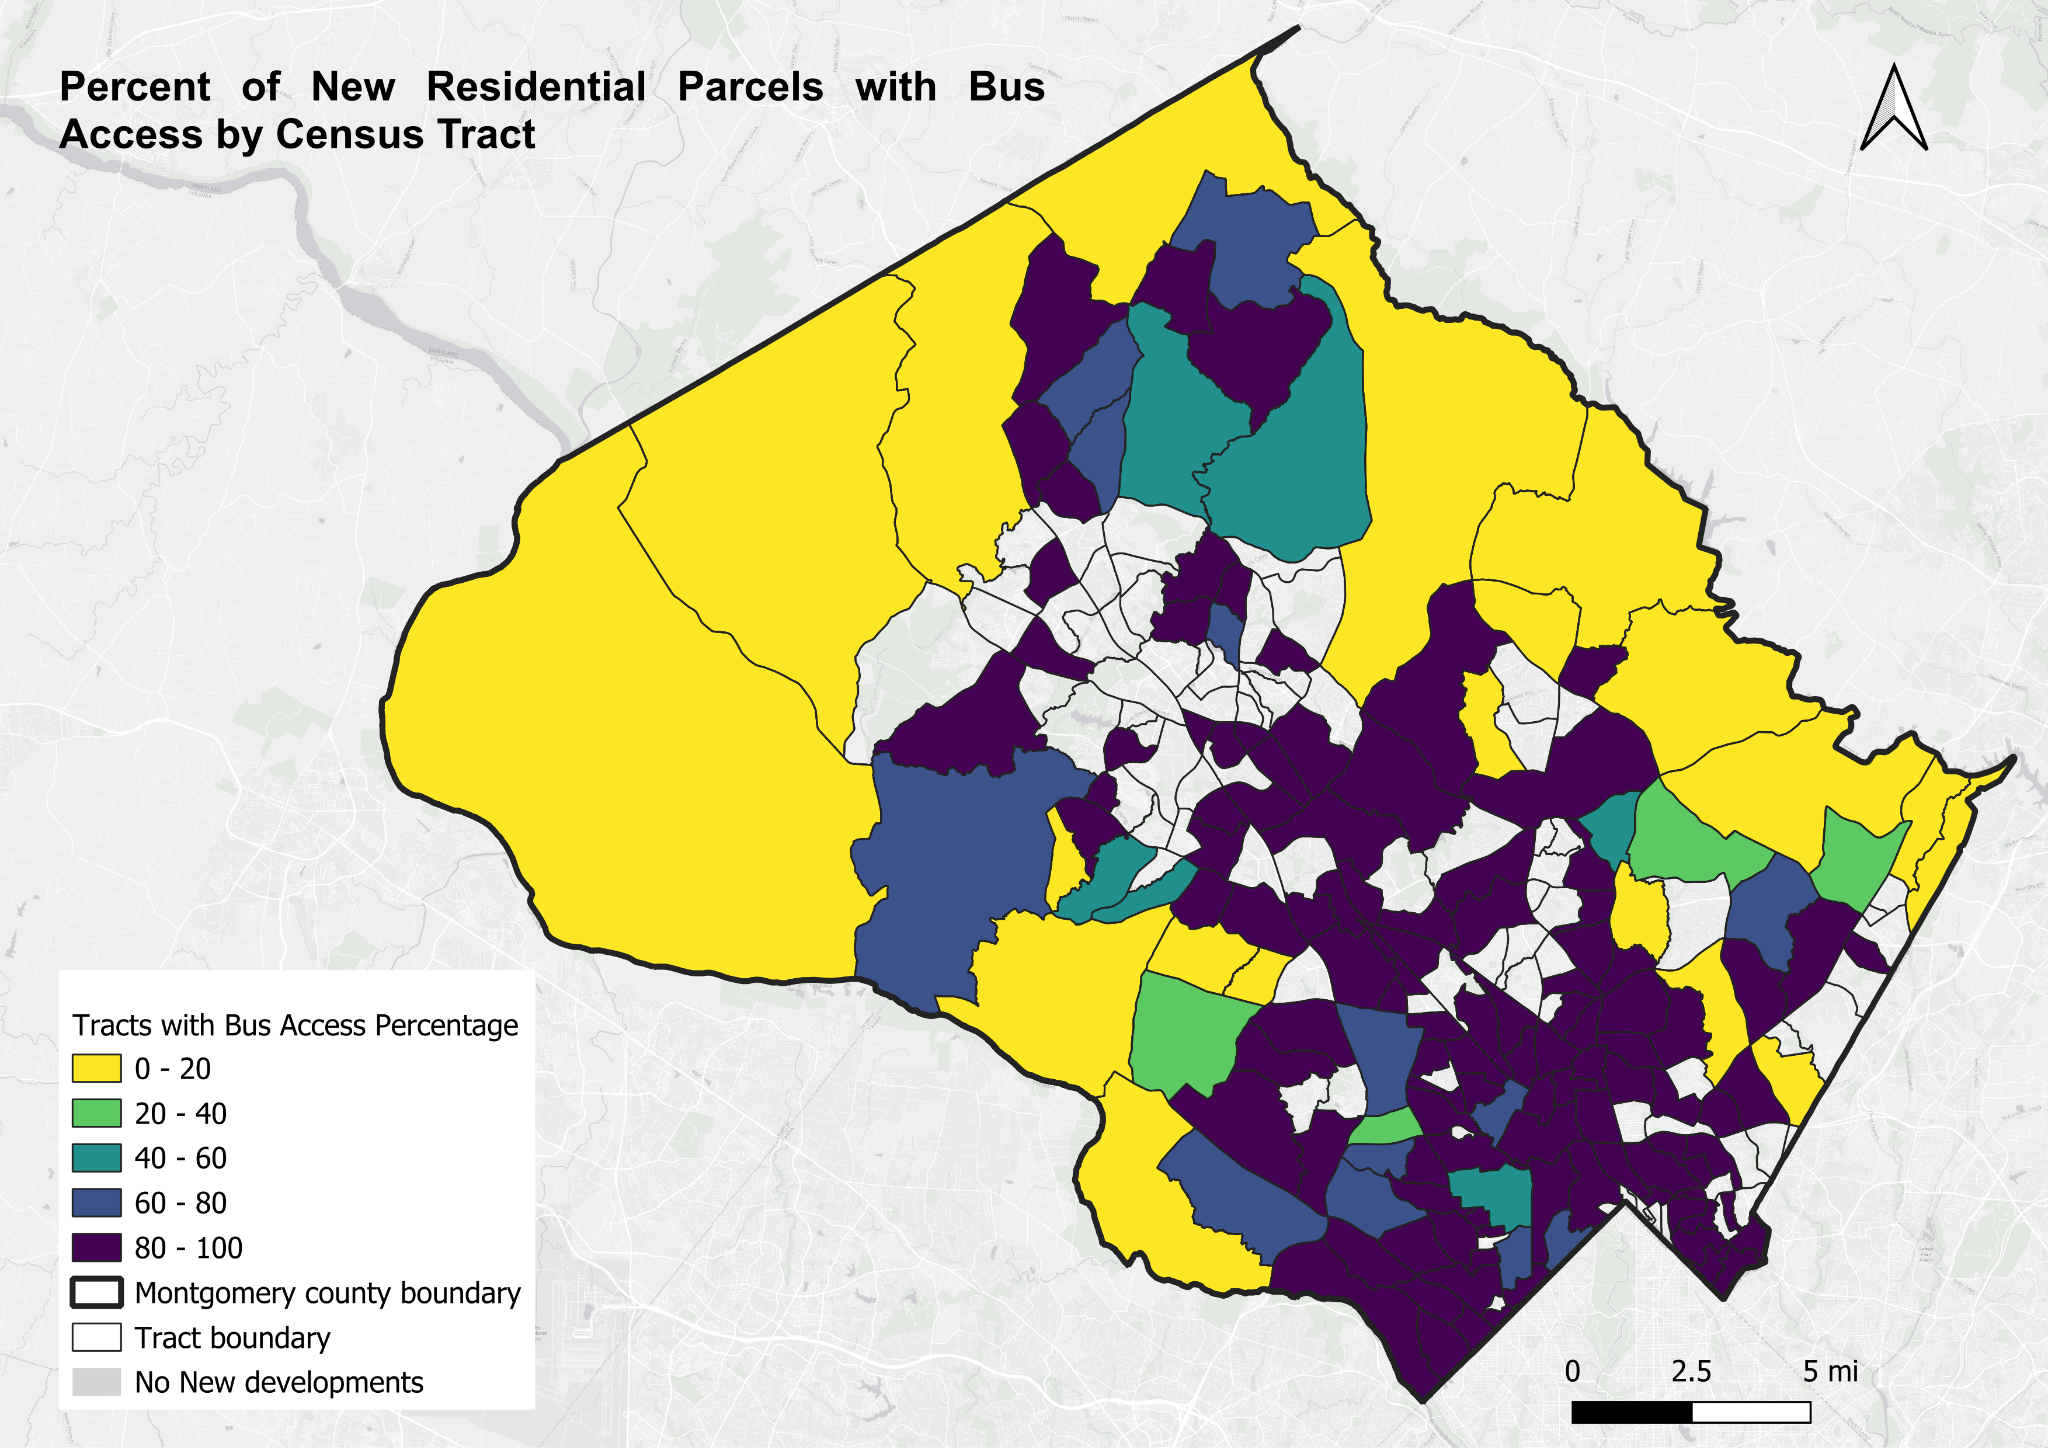 Percent of New Residential Parcels with Bus
Access by Census Tract
Tracts with Bus Access Percentage
0 - 20
20 - 40
40 - 60
60 - 80
80 - 100
Montgomery county boundary
Tract boundary
No New developments
0 2.5 5 mi